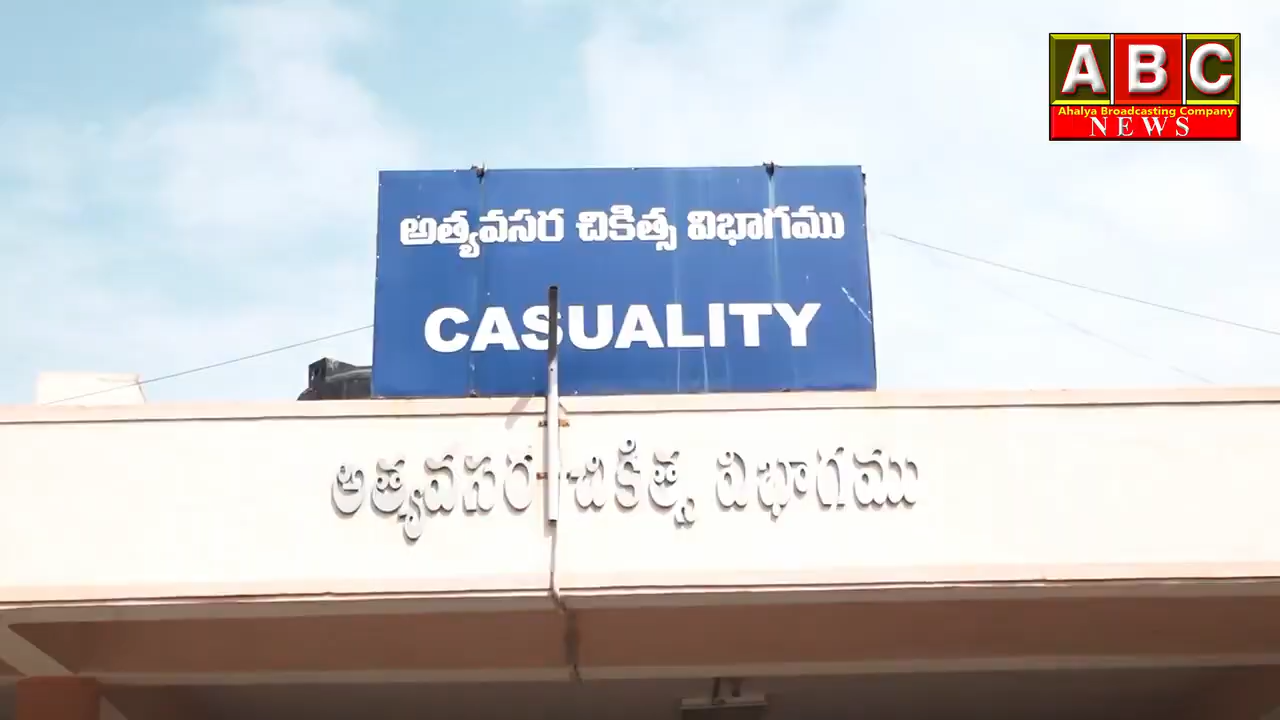 ABC
Ahalya Broadcasting Company
NEWS
అత్యవసర చికిత్స విభాగము
CASUALITY
అత్యవసర చికిత్స విభాగము